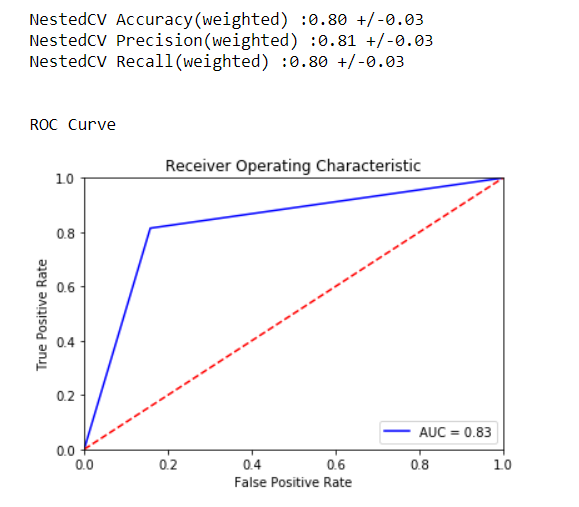 NestedCV Accuracy(weighted) :0.80 +/-0.03
NestedCV Precision(weighted) :0.81 +/-0.03
NestedCV Recall(weighted) :0.80 +/-0.03
ROC Curve
Receiver Operating Characteristic
1.0
0.8
0.6
0.4
0.2
0.0
True Positive Rate
AUC = 0.83
0.0 0.2 0.4 0.6 0.8 1.0
False Positive Rate